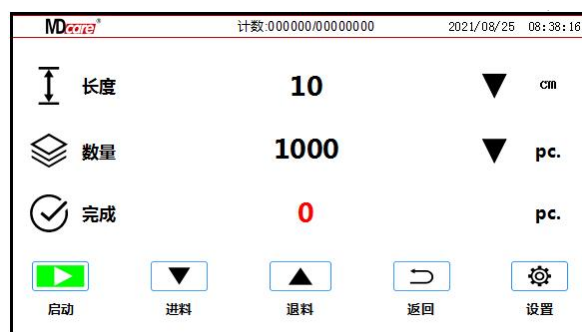 MDcare® 计数:000000/00000000 2021/08/25 08:38:16
长度 10 cm
数量 1000 pc.
完成 0 pc.
启动 进料 退料 返回 设置